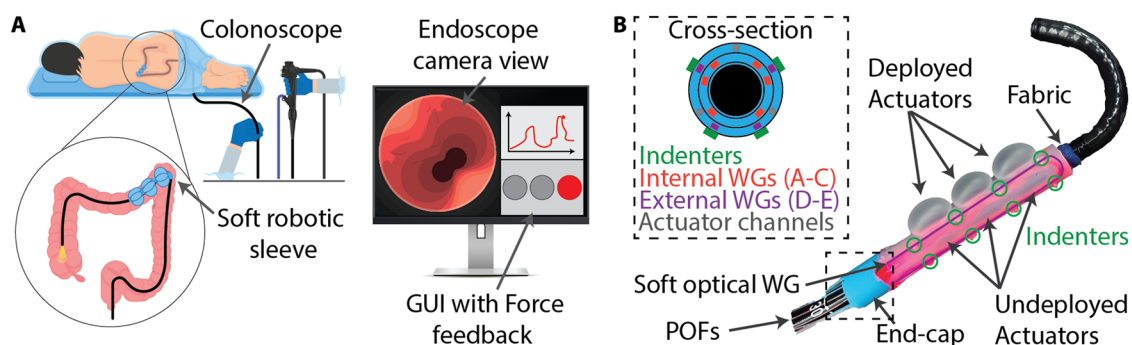 A
Colonoscope
Soft robotic
sleeve
Endoscope
camera view
GUI with Force
feedback
B
Cross-section
Indenters
Internal WGs (A-C)
External WGs (D-E)
Actuator channels
Deployed
Actuators
Fabric
Indenters
Soft optical WG
POFs
End-cap
Undeployed
Actuators